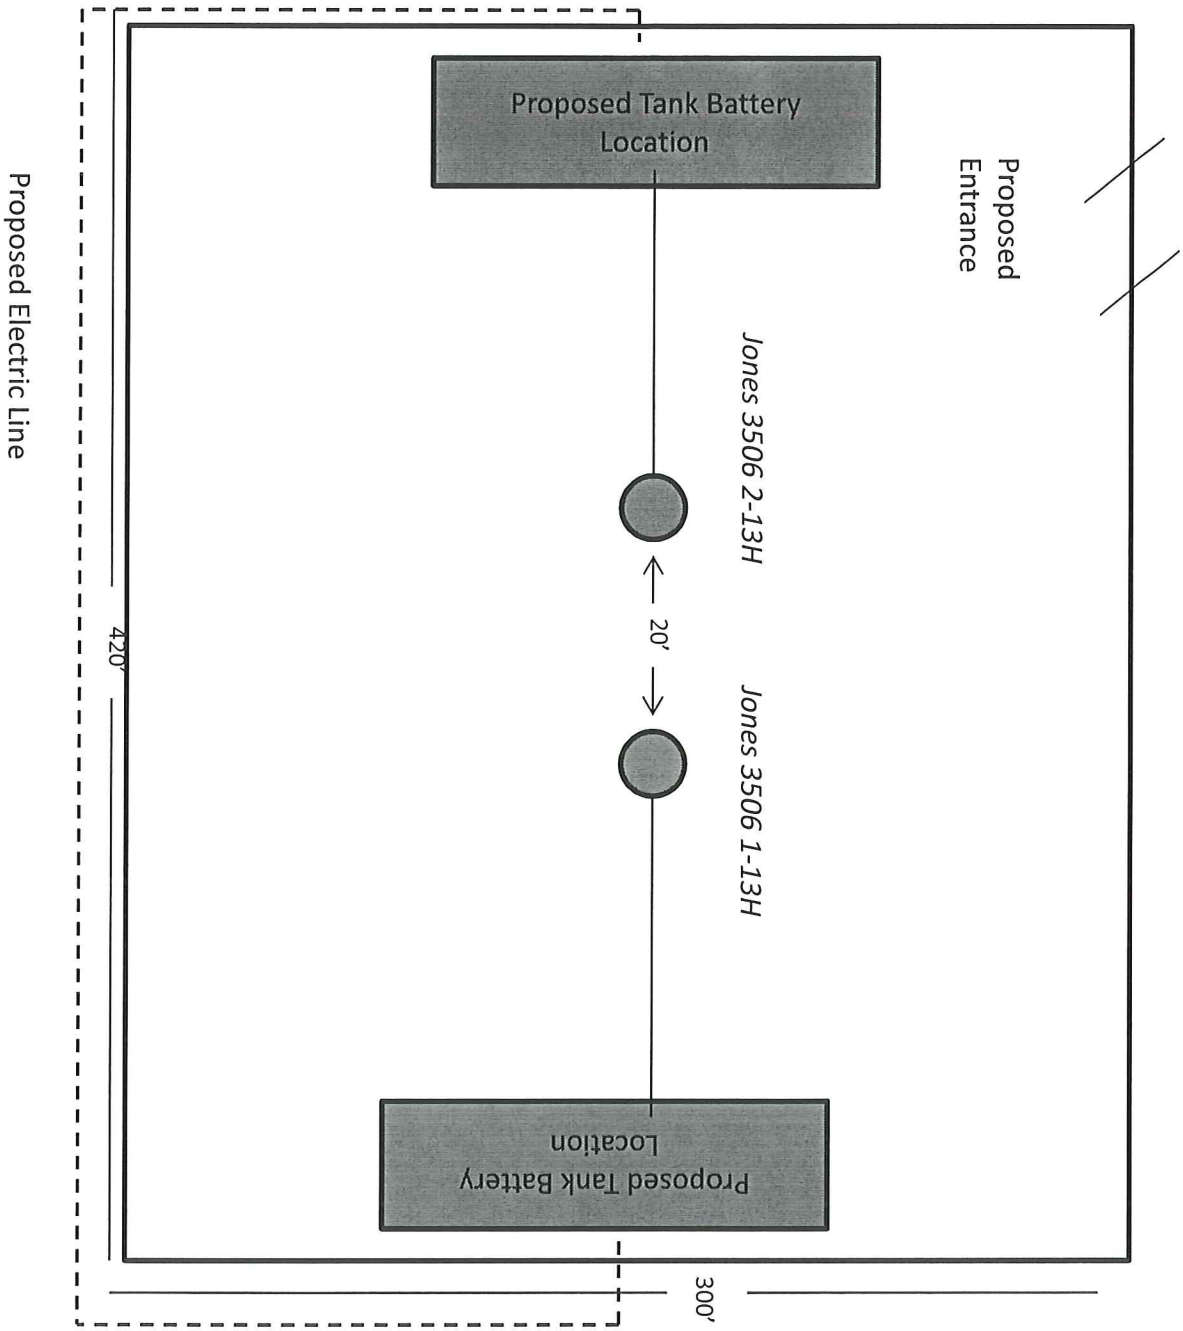 Proposed Tank Battery
Location
Proposed
Entrance
Jones 3506 2-13H
20’
Jones 3506 1-13H
Proposed Tank Battery
Location
Proposed Electric Line
420’
300’